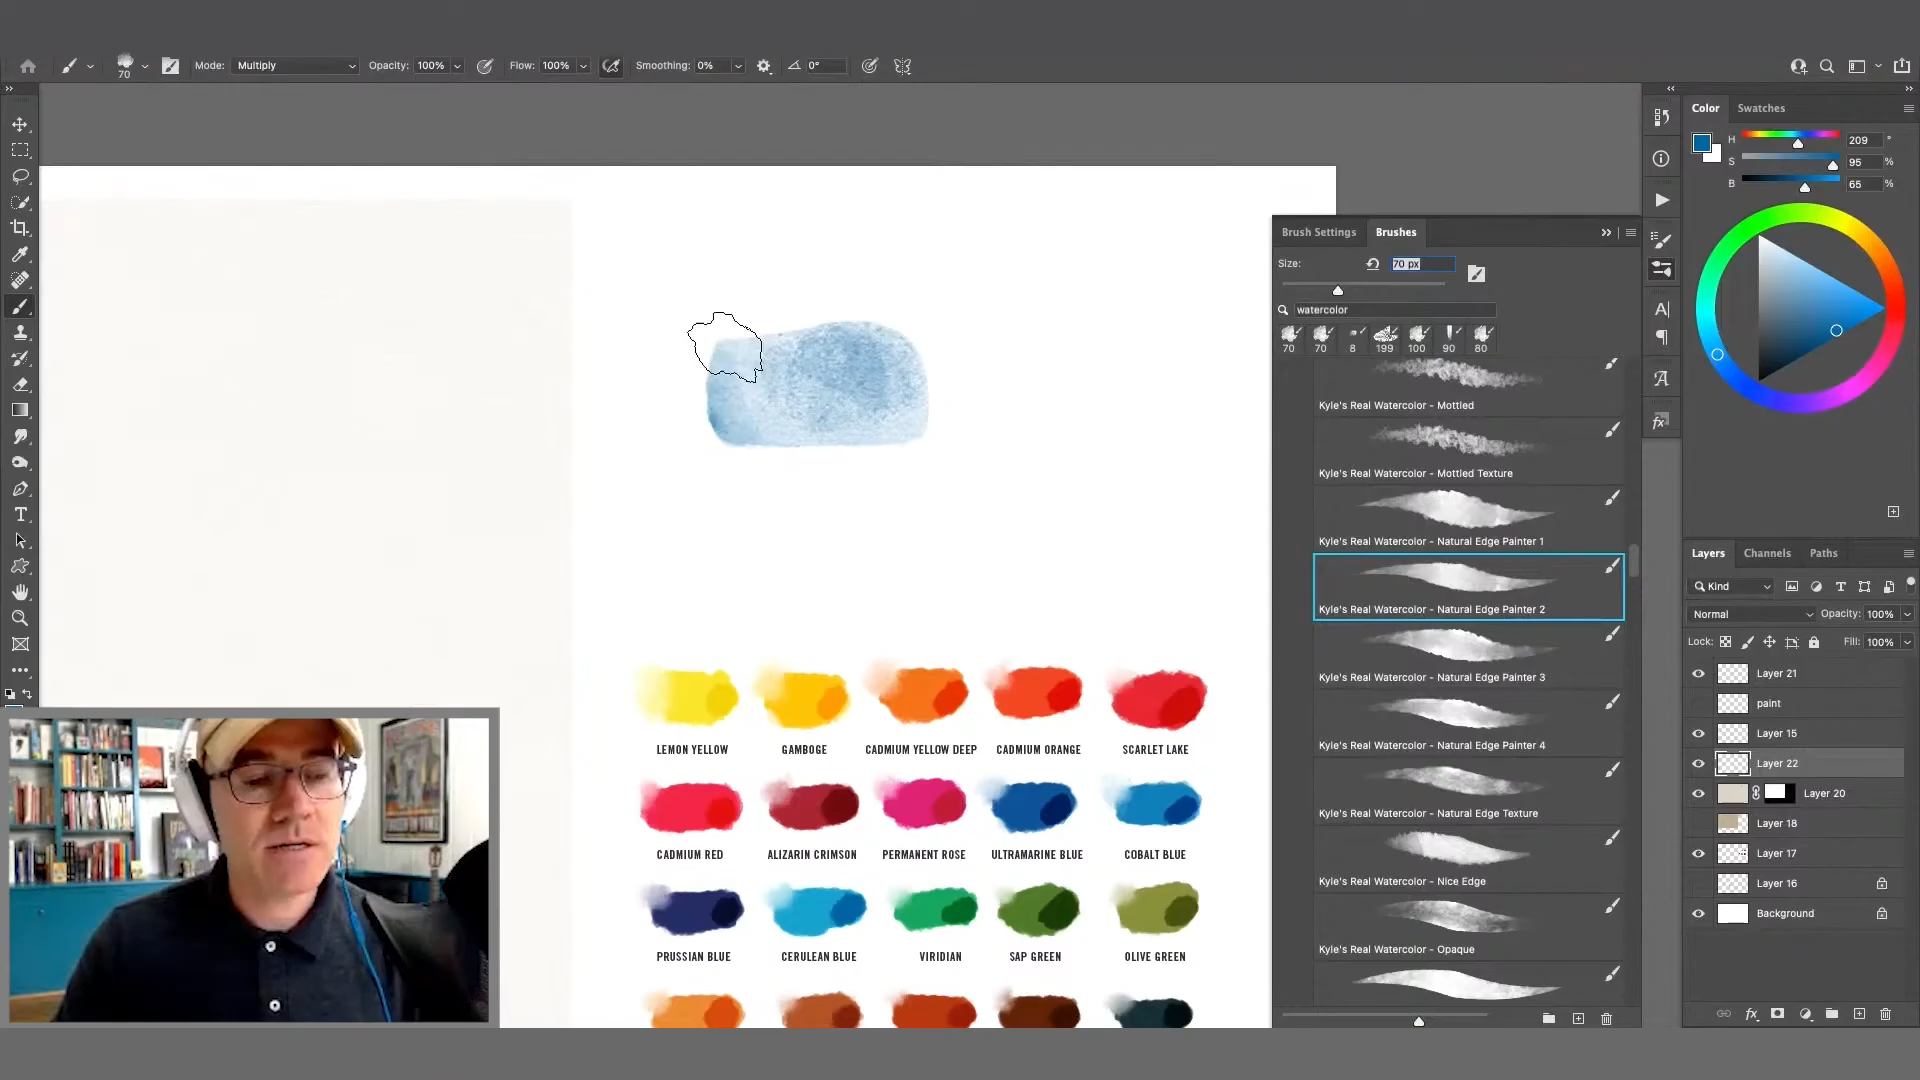 70
Mode: Multiply Opacity: 100% Flow: 100% Smoothing: 0% 0°
Color Swatches
H 209 °
S 95 %
B 65 %
Brush Settings Brushes
Size: 70 px
watercolor
70 70 8 199 100 90 80
Kyle's Real Watercolor - Mottled
Kyle's Real Watercolor - Mottled Texture
Kyle's Real Watercolor - Natural Edge Painter 1
Kyle's Real Watercolor - Natural Edge Painter 2
Kyle's Real Watercolor - Natural Edge Painter 3
Kyle's Real Watercolor - Natural Edge Painter 4
Kyle's Real Watercolor - Natural Edge Texture
Kyle's Real Watercolor - Nice Edge
Kyle's Real Watercolor - Opaque
LEMON YELLOW GAMBOGE CADMIUM YELLOW DEEP CADMIUM ORANGE SCARLET LAKE
CADMIUM RED ALIZARIN CRIMSON PERMANENT ROSE ULTRAMARINE BLUE COBALT BLUE
PRUSSIAN BLUE CERULEAN BLUE VIRIDIAN SAP GREEN OLIVE GREEN
Layers Channels Paths
Kind
Normal Opacity: 100%
Lock: Fill: 100%
Layer 21
paint
Layer 15
Layer 22
Layer 20
Layer 18
Layer 17
Layer 16
Background